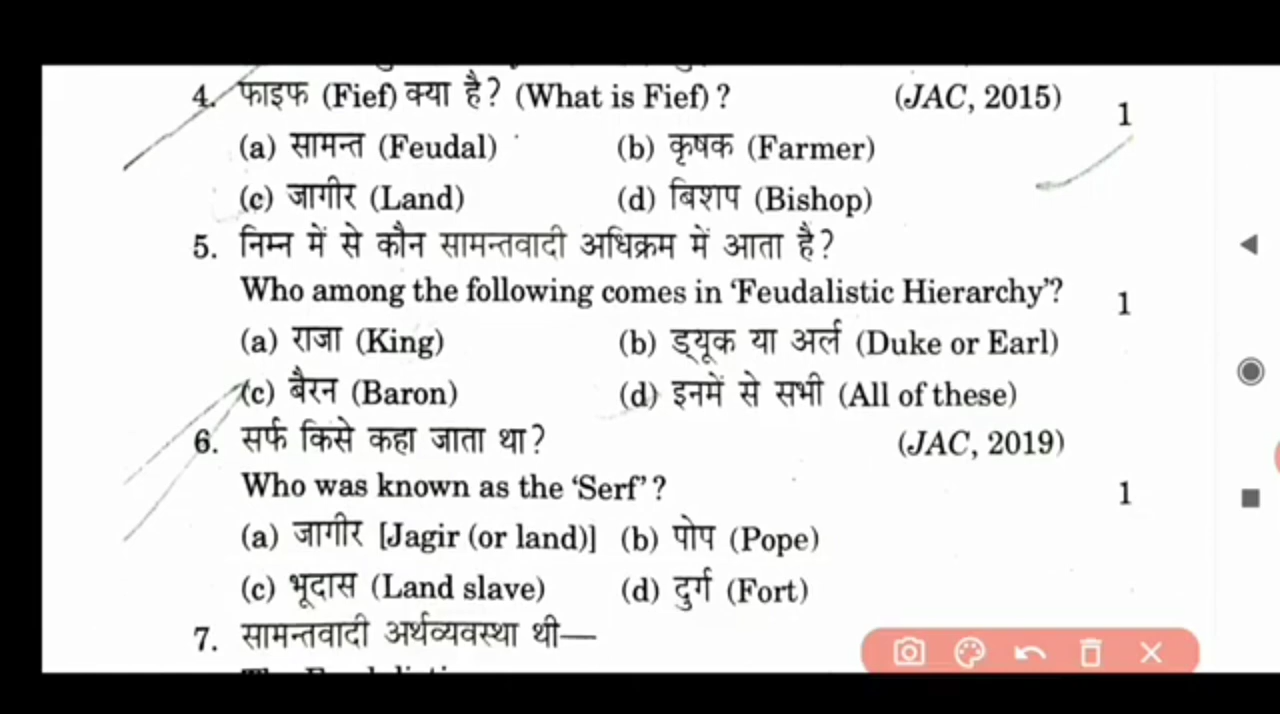 4. फाइफ (Fief) क्या है? (What is Fief) ? (JAC, 2015) 1
(a) सामन्त (Feudal) (b) कृषक (Farmer)
(c) जागीर (Land) (d) बिशप (Bishop)
5. निम्न में से कौन सामन्तवादी अधिक्रम में आता है?
Who among the following comes in ‘Feudalistic Hierarchy’? 1
(a) राजा (King) (b) ड्यूक या अर्ल (Duke or Earl)
(c) बैरन (Baron) (d) इनमें से सभी (All of these)
6. सर्फ किसे कहा जाता था? (JAC, 2019)
Who was known as the ‘Serf’ ? 1
(a) जागीर [Jagir (or land)] (b) पोप (Pope)
(c) भूदास (Land slave) (d) दुर्ग (Fort)
7. सामन्तवादी अर्थव्यवस्था थी—